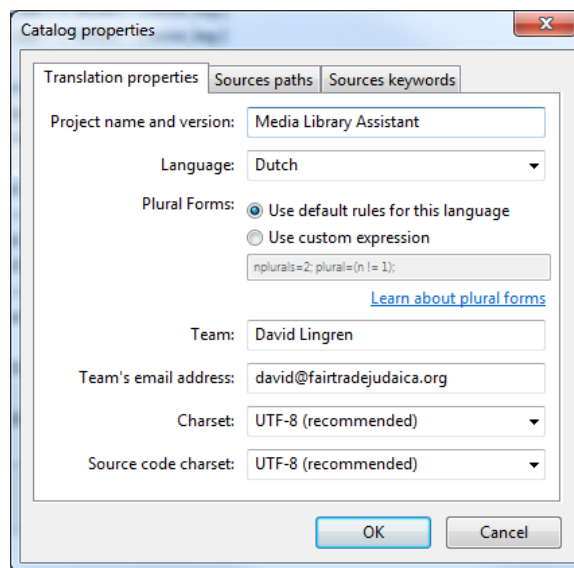 Catalog properties
Translation properties Sources paths Sources keywords
Project name and version: Media Library Assistant
Language: Dutch
Plural Forms: Use default rules for this language
Use custom expression
nplurals=2; plural=(n != 1);
Learn about plural forms
Team: David Lingren
Team's email address: david@fairtradejudaica.org
Charset: UTF-8 (recommended)
Source code charset: UTF-8 (recommended)
OK Cancel